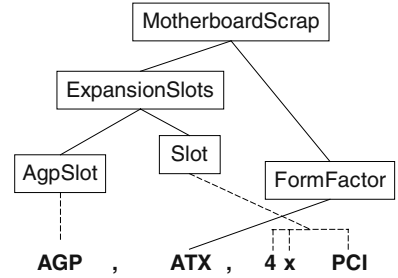 MotherboardScrap
ExpansionSlots
AgpSlot
Slot
FormFactor
AGP , ATX , 4 x PCI